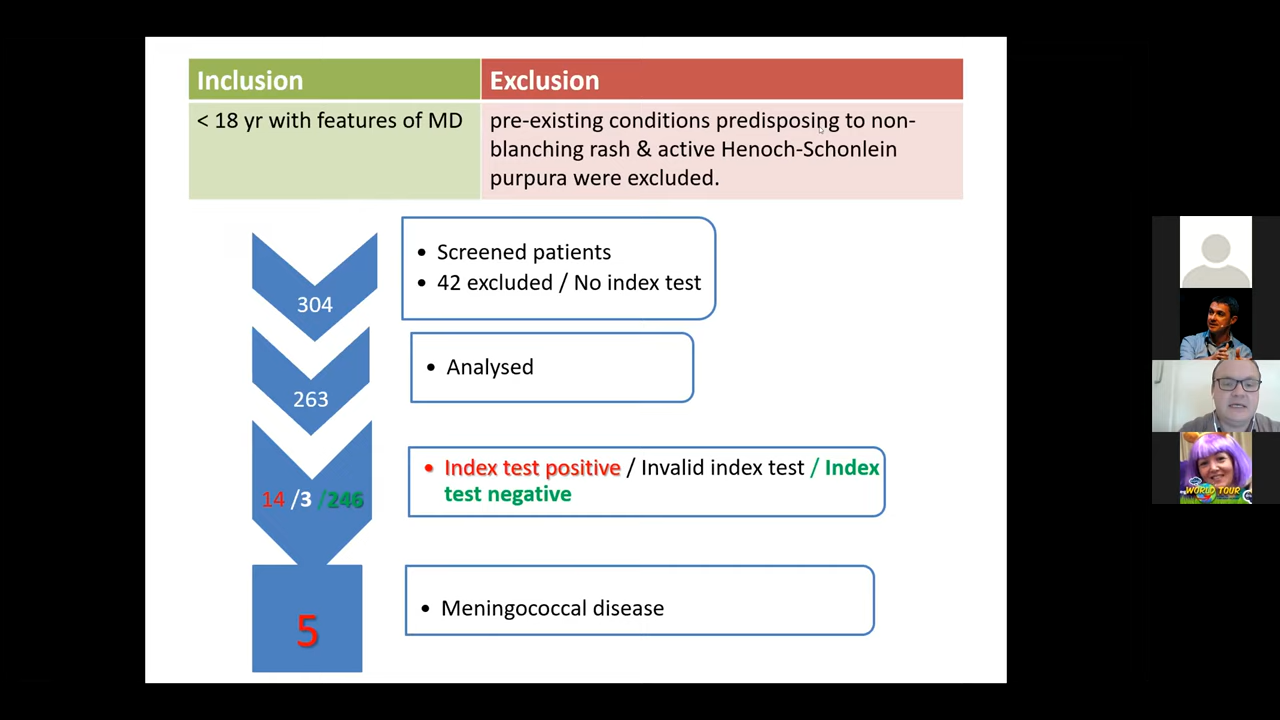 Inclusion
Exclusion
< 18 yr with features of MD
pre-existing conditions predisposing to non-
blanching rash & active Henoch-Schonlein
purpura were excluded.
304
• Screened patients
• 42 excluded / No index test
263
• Analysed
14 /3 /246
• Index test positive / Invalid index test / Index
test negative
5
• Meningococcal disease
WORLD TOUR